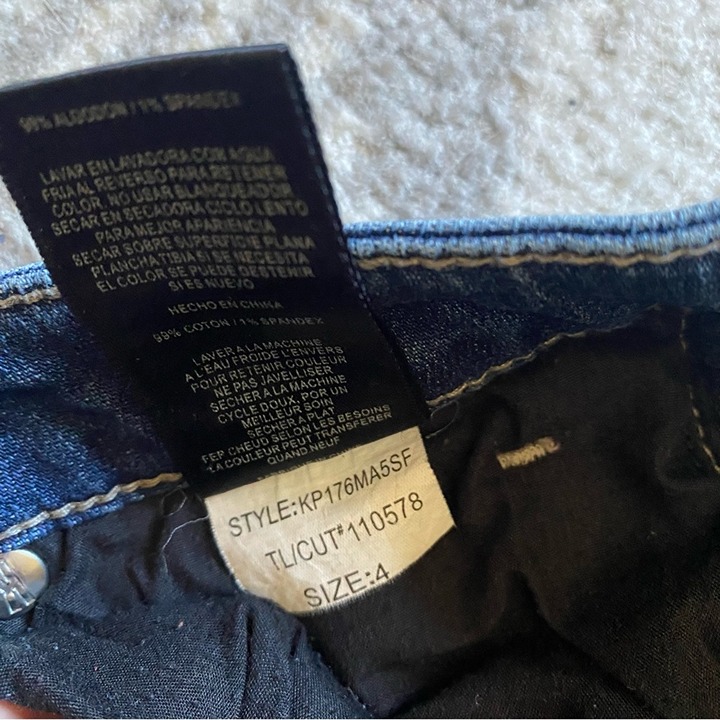 99% ALGODON / 1% SPANDEX
LAVAR EN LAVADORA CON AGUA
FRIA AL REVERSO PARA RETENER
COLOR. NO USAR BLANQUEADOR
SECAR EN SECADORA CICLO LENTO
PARA MEJOR APARIENCIA
SECAR SOBRE SUPERFICIE PLANA
PLANCHA TIBIA SI SE NECESITA
EL COLOR SE PUEDE DESTENIR
SI ES NUEVO
HECHO EN CHINA
99% COTON / 1% SPANDEX
LAVER A LA MACHINE
A L'EAU FROIDE L'ENVERS
POUR RETENIR COULEUR
NE PAS JAVELLISER
SECHER A LA MACHINE
CYCLE DOUX, POR UN
MEILLEUR SOIN
SECHER A PLAT
FER CHEUD SELON LES BESOINS
LA COULEUR PEUT TRANSFERER
QUAND NEUF
STYLE:KP176MA5SF
TL/CUT#110578
SIZE:4